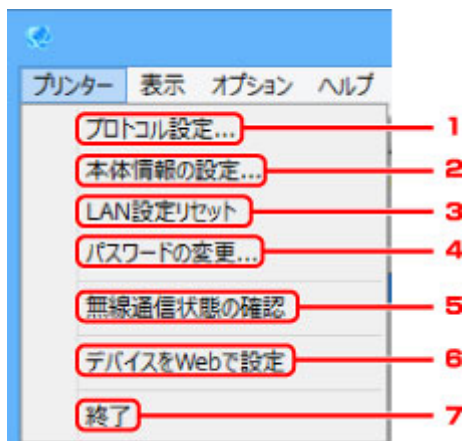 プリンター 表示 オプション ヘルプ
プロトコル設定... 1
本体情報の設定... 2
LAN設定リセット 3
パスワードの変更... 4
無線通信状態の確認 5
デバイスをWebで設定 6
終了 7